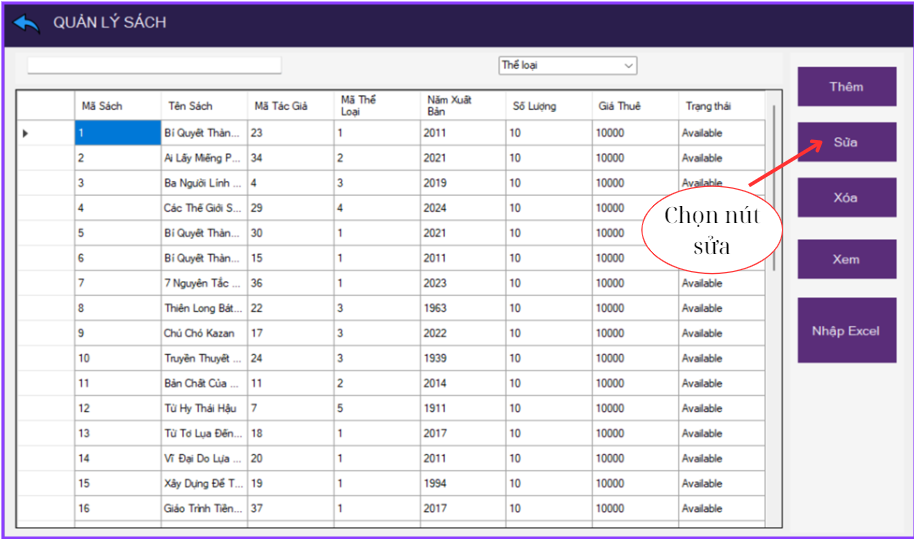 QUẢN LÝ SÁCH
Thể loại
Thêm
Sửa
Xóa
Xem
Nhập Excel
Chọn nút
sửa
Mã Sách Tên Sách Mã Tác Giả Mã Thể Loại Năm Xuất Bản Số Lượng Giá Thuê Trạng thái
1 Bí Quyết Thàn... 23 1 2011 10 10000 Available
2 Ai Lấy Miếng P... 34 2 2021 10 10000 Available
3 Ba Người Lính ... 4 3 2019 10 10000 Available
4 Các Thế Giới S... 29 4 2024 10 10000
5 Bí Quyết Thàn... 30 1 2021 10 10000
6 Bí Quyết Thàn... 15 1 2011 10 10000
7 7 Nguyên Tắc ... 36 1 2023 10 10000 Available
8 Thiên Long Bát... 22 3 1963 10 10000 Available
9 Chú Chó Kazan 17 3 2022 10 10000 Available
10 Truyền Thuyết ... 24 3 1939 10 10000 Available
11 Bản Chất Của ... 11 2 2014 10 10000 Available
12 Từ Hy Thái Hậu 7 5 1911 10 10000 Available
13 Từ Tơ Lụa Đến... 18 1 2017 10 10000 Available
14 Vĩ Đại Do Lựa ... 20 1 2011 10 10000 Available
15 Xây Dựng Để T... 19 1 1994 10 10000 Available
16 Giáo Trình Tiên... 37 1 2017 10 10000 Available